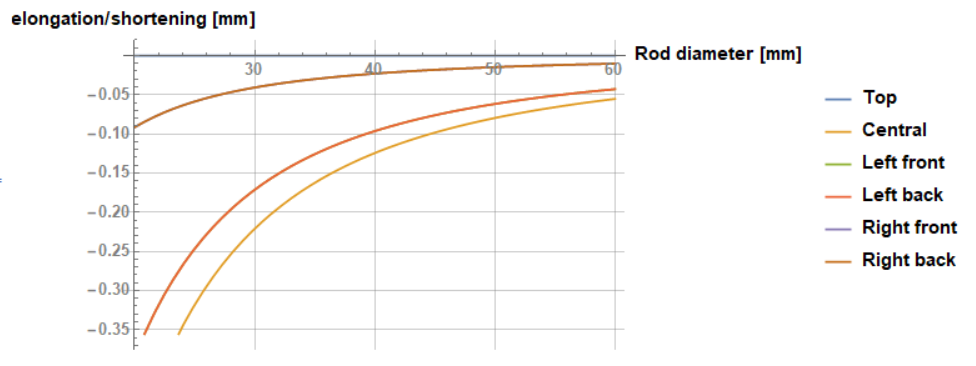 elongation/shortening [mm]
Rod diameter [mm]
30
40
50
60
-0.05
-0.10
-0.15
-0.20
-0.25
-0.30
-0.35
Top
Central
Left front
Left back
Right front
Right back